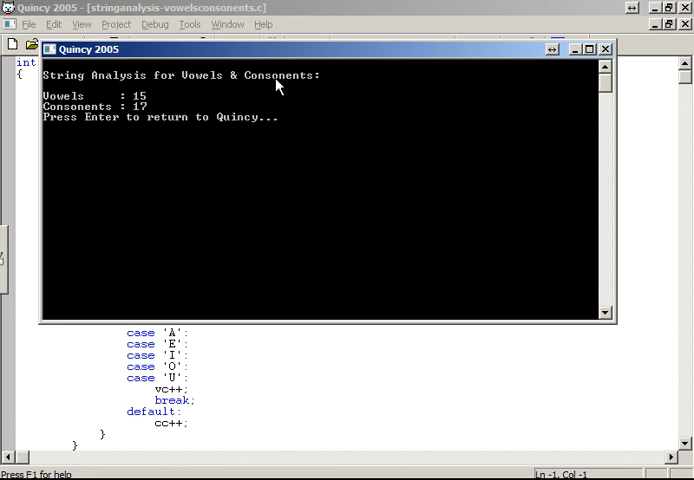 Quincy 2005 - [stringanalysis-vowelsconsonents.c]
File Edit View Project Debug Tools Window Help
Quincy 2005
int
{
String Analysis for Vowels & Consonents:
Vowels : 15
Consonents : 17
Press Enter to return to Quincy...
case 'A':
case 'E':
case 'I':
case 'O':
case 'U':
vc++;
break;
default:
cc++;
}
}
Press F1 for help
Ln -1, Col -1